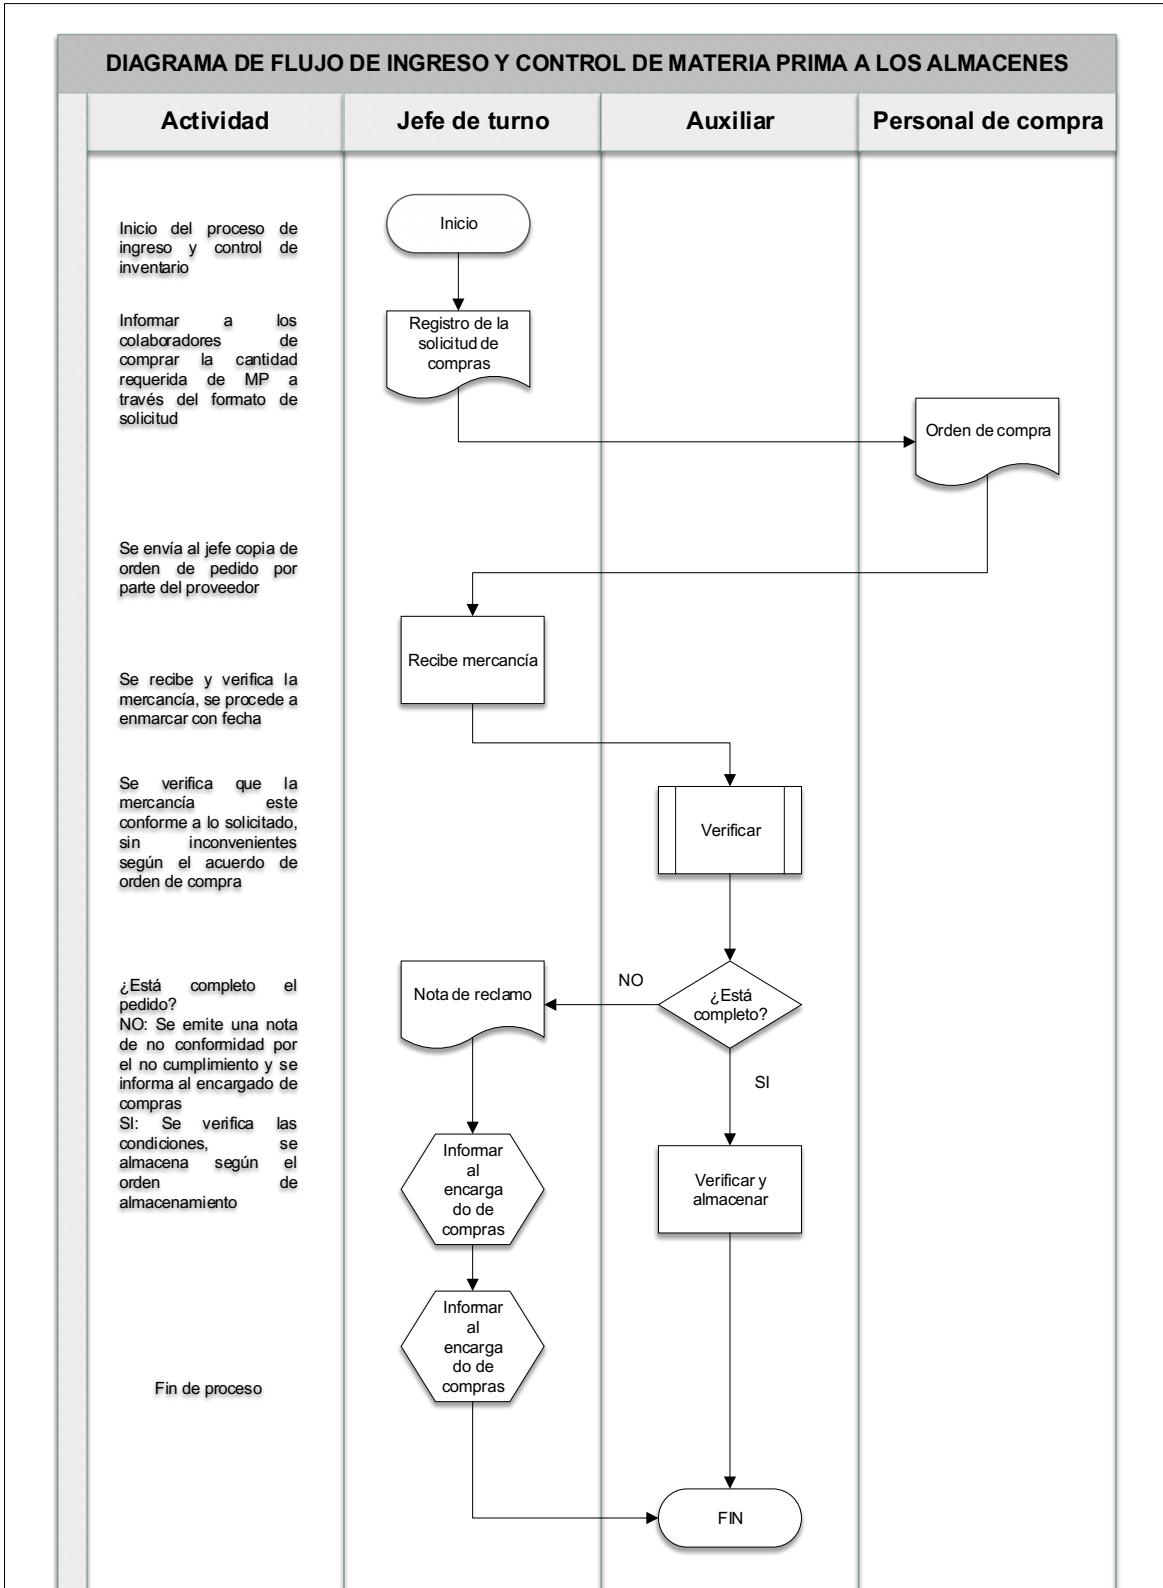 DIAGRAMA DE FLUJO DE INGRESO Y CONTROL DE MATERIA PRIMA A LOS ALMACENES
Actividad
Jefe de turno
Auxiliar
Personal de compra
Inicio del proceso de
ingreso y control de
inventario
Inicio
Informar a los
colaboradores de
comprar la cantidad
requerida de MP a
través del formato de
solicitud
Registro de la
solicitud de
compras
Orden de compra
Se envía al jefe copia de
orden de pedido por
parte del proveedor
Recibe mercancía
Se recibe y verifica la
mercancía, se procede a
enmarcar con fecha
Se verifica que la
mercancía este
conforme a lo solicitado,
sin inconvenientes
según el acuerdo de
orden de compra
Verificar
¿Está completo el
pedido?
NO: Se emite una nota
de no conformidad por
el no cumplimiento y se
informa al encargado de
compras
SI: Se verifica las
condiciones, se
almacena según el
orden de
almacenamiento
Nota de reclamo
NO
¿Está
completo?
SI
Informar
al
encarga
do de
compras
Verificar y
almacenar
Informar
al
encarga
do de
compras
Fin de proceso
FIN